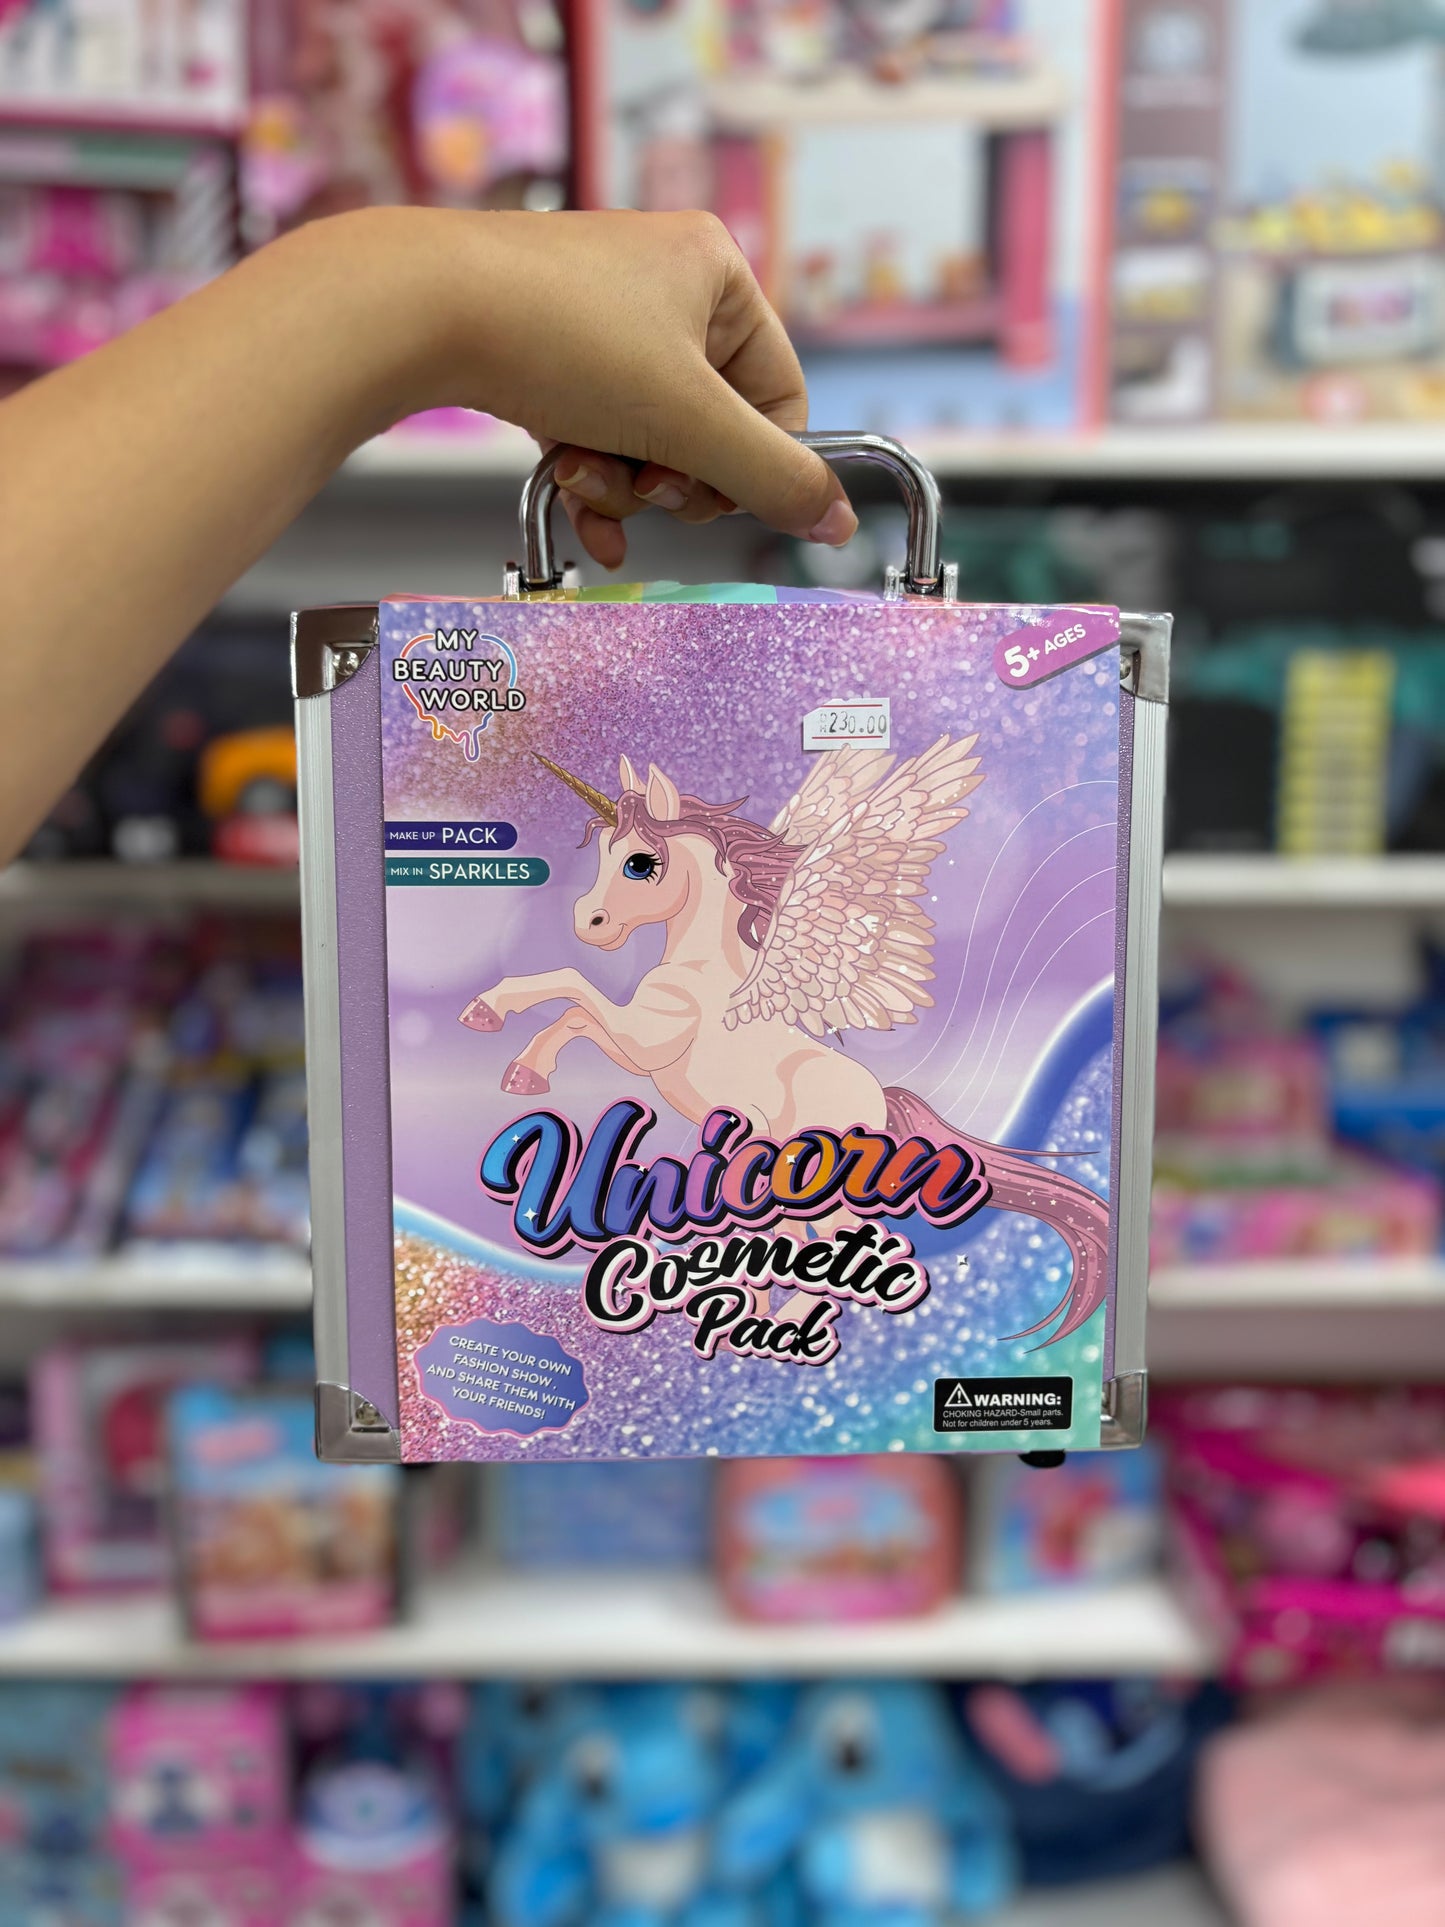 MY
BEAUTY
WORLD
5+ AGES
230.00
MAKE UP PACK
MIX IN SPARKLES
Unicorn
Cosmetic
Pack
CREATE YOUR OWN
FASHION SHOW,
AND SHARE THEM WITH
YOUR FRIENDS!
WARNING:
CHOKING HAZARD-Small parts.
Not for children under 5 years.